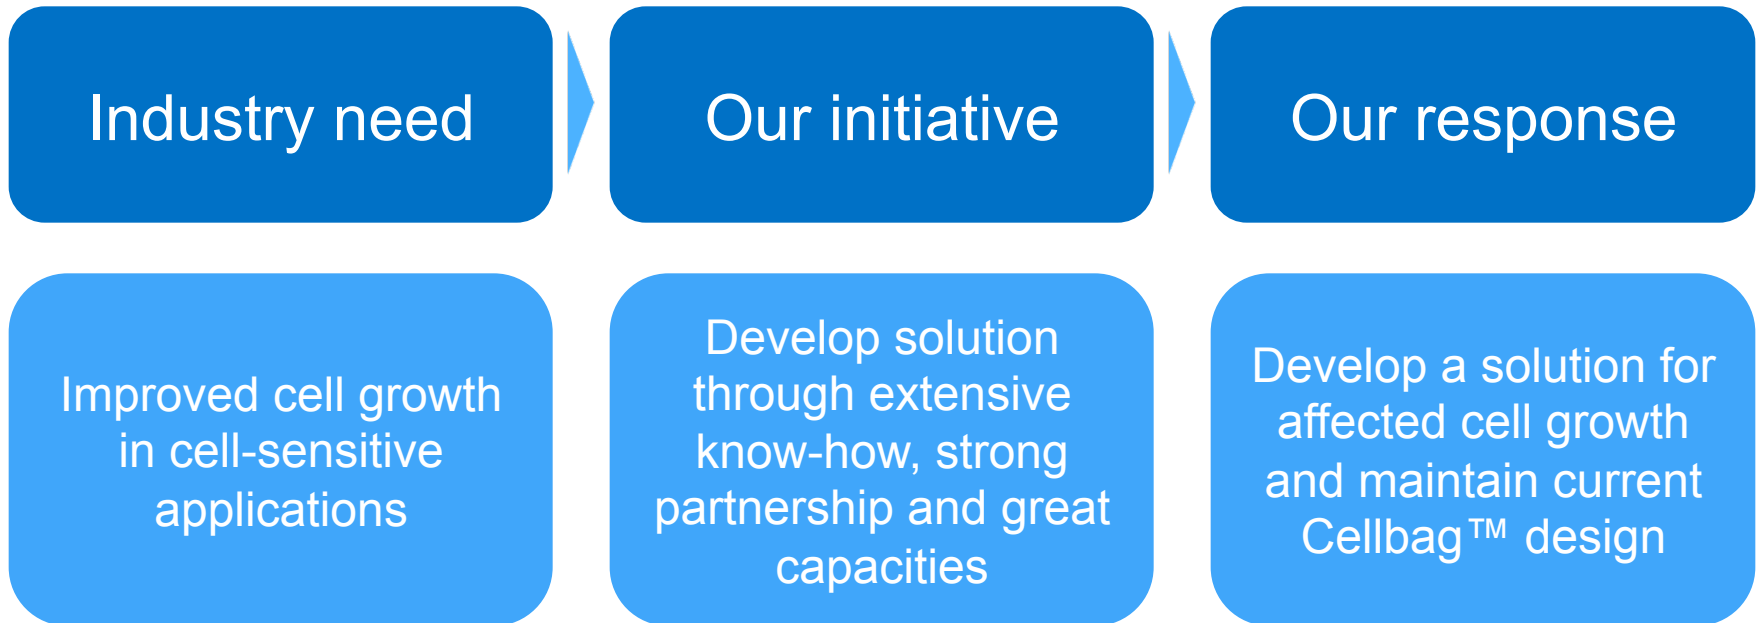 Industry need
Our initiative
Our response
Improved cell growth
in cell-sensitive
applications
Develop solution
through extensive
know-how, strong
partnership and great
capacities
Develop a solution for
affected cell growth
and maintain current
Cellbag™ design